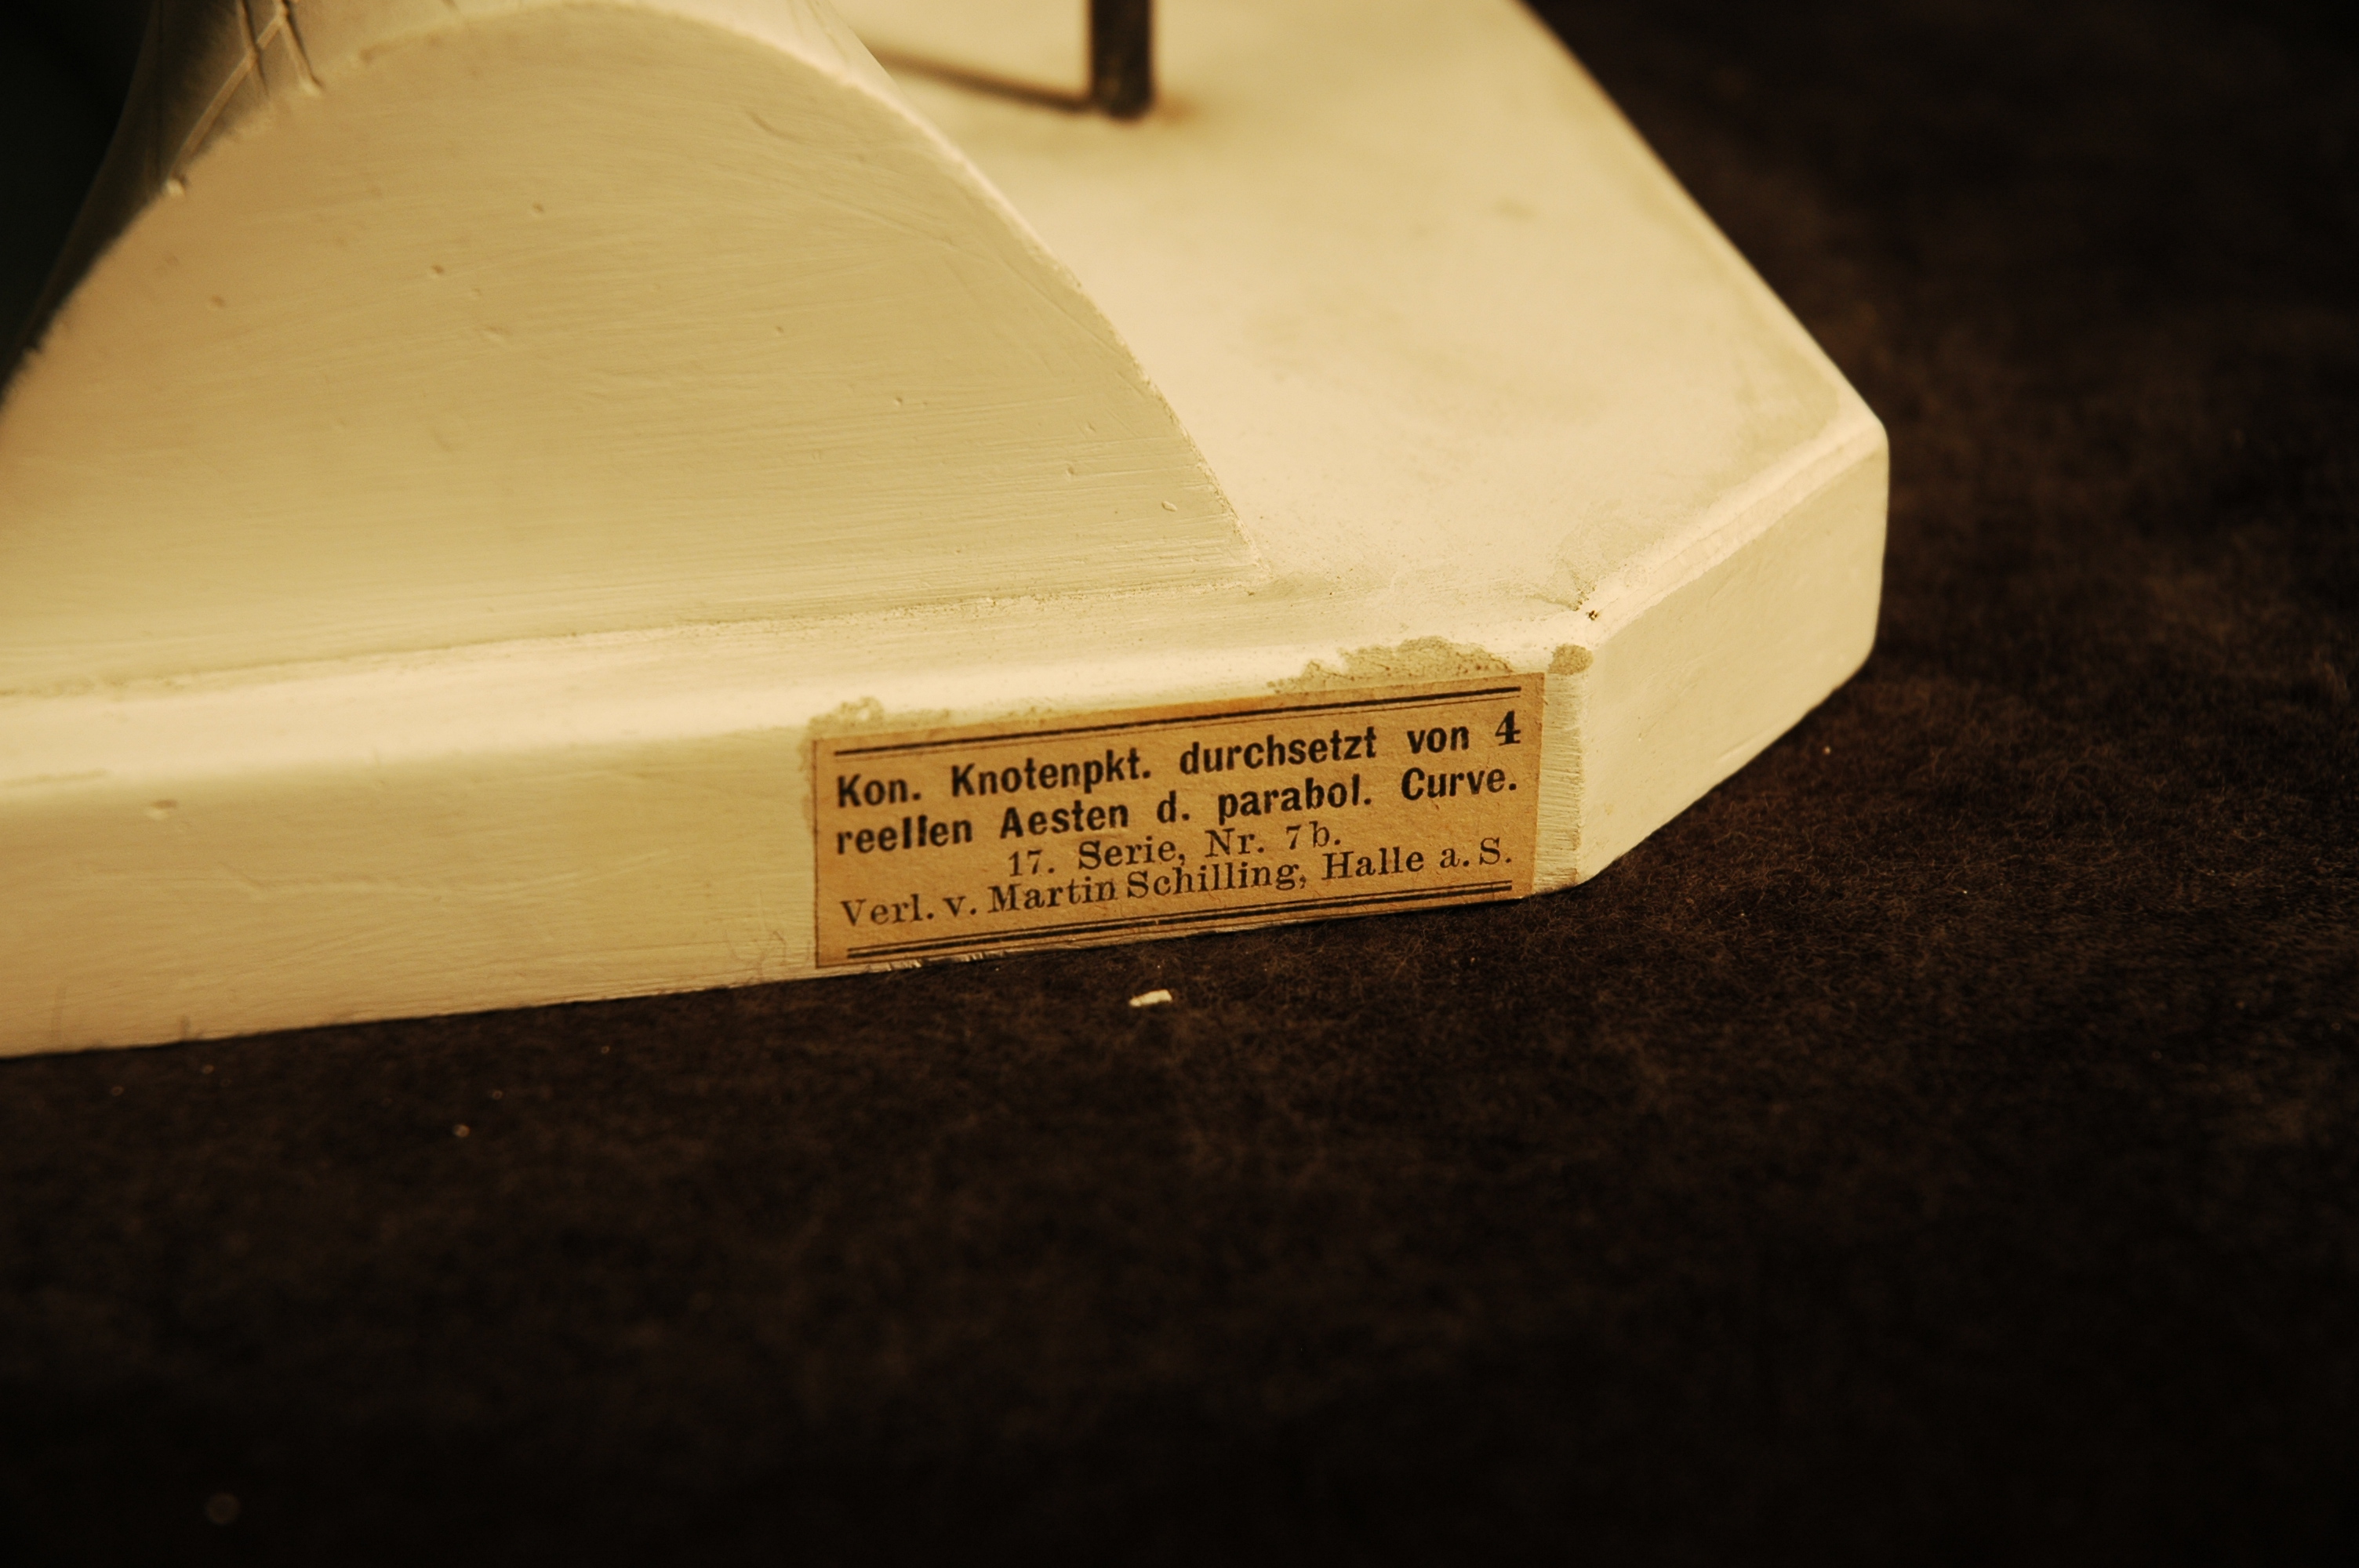 Kon. Knotenpkt. durchsetzt von 4
reellen Aesten d. parabol. Curve.
17. Serie, Nr. 7b.
Verl. v. Martin Schilling, Halle a. S.